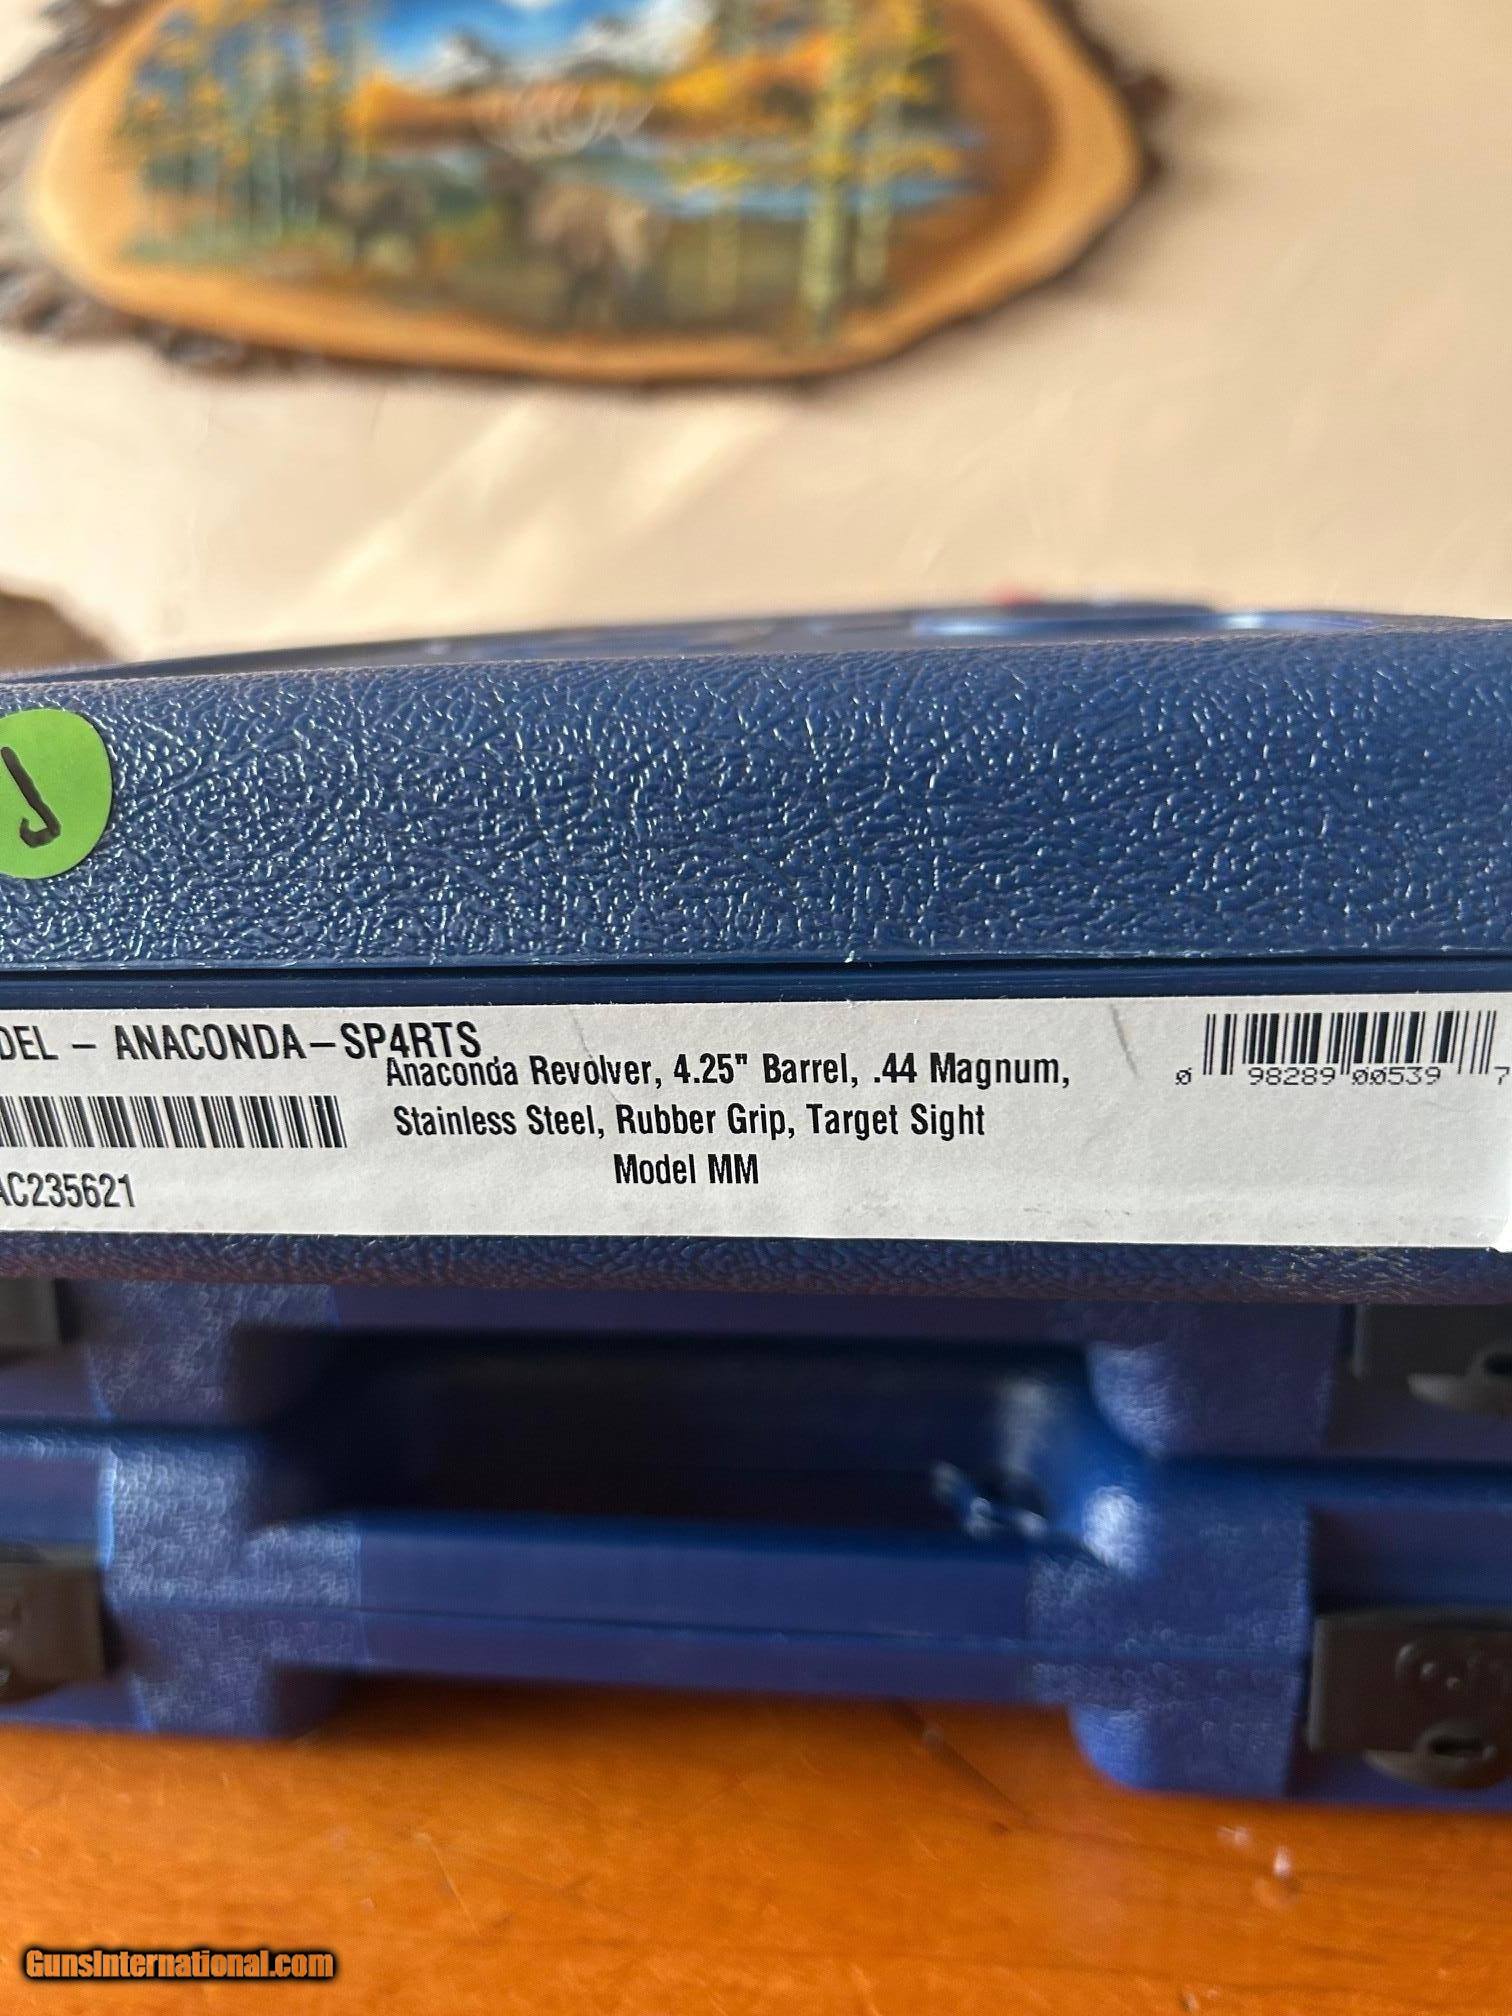 J
DEL – ANACONDA–SP4RTS
Anaconda Revolver, 4.25" Barrel, .44 Magnum,
Stainless Steel, Rubber Grip, Target Sight
Model MM
AC235621
0 98289 00539 7
GunsInternational.com